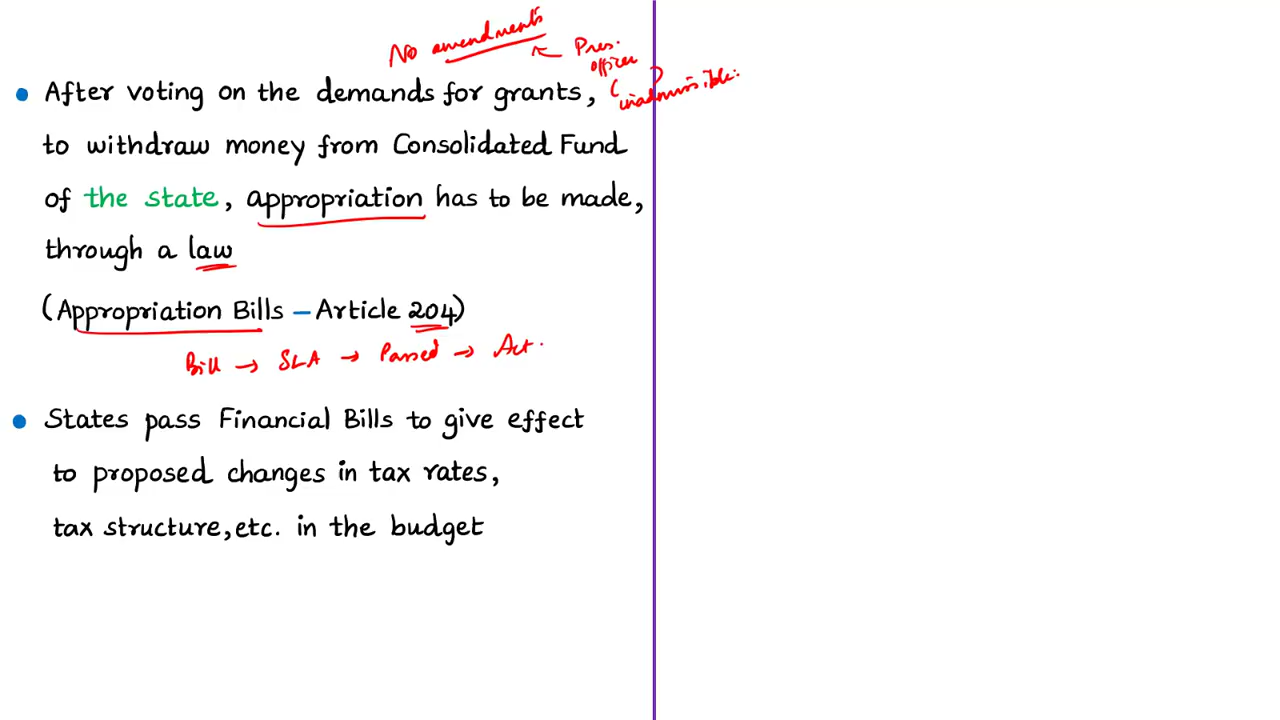 No amendments ← Pres.
officer
(inadmissible.)
• After voting on the demands for grants,
to withdraw money from Consolidated Fund
of the state, appropriation has to be made,
through a law
(Appropriation Bills – Article 204)
Bill → SLA → Passed → Act.
• States pass Financial Bills to give effect
to proposed changes in tax rates,
tax structure, etc. in the budget